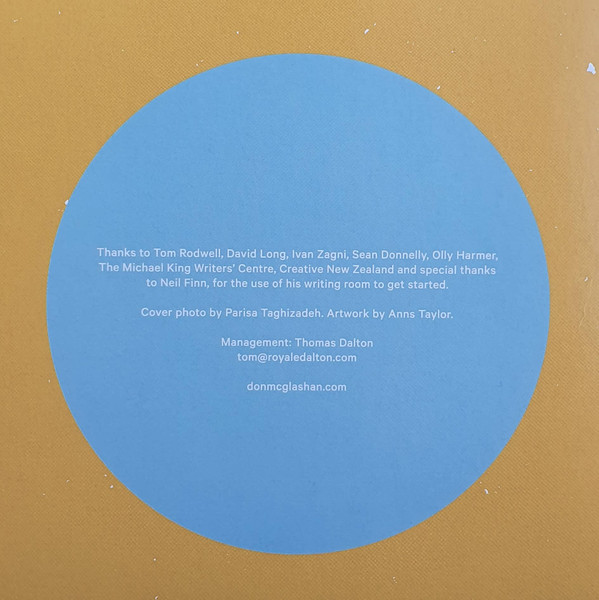 Thanks to Tom Rodwell, David Long, Ivan Zagni, Sean Donnelly, Olly Harmer,
The Michael King Writers' Centre, Creative New Zealand and special thanks
to Neil Finn, for the use of his writing room to get started.
Cover photo by Parisa Taghizadeh. Artwork by Anns Taylor.
Management: Thomas Dalton
tom@royaledalton.com
donmcglashan.com